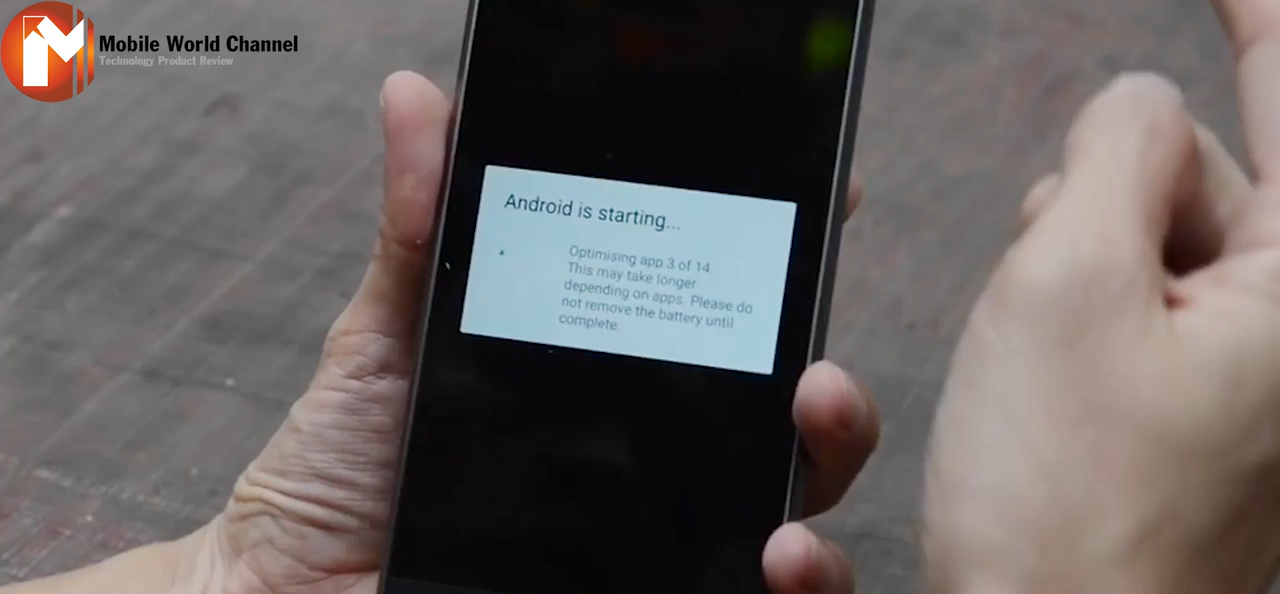 Mobile World Channel
Technology Product Review
Android is starting...
Optimising app 3 of 14.
This may take longer
depending on apps. Please do
not remove the battery until
complete.